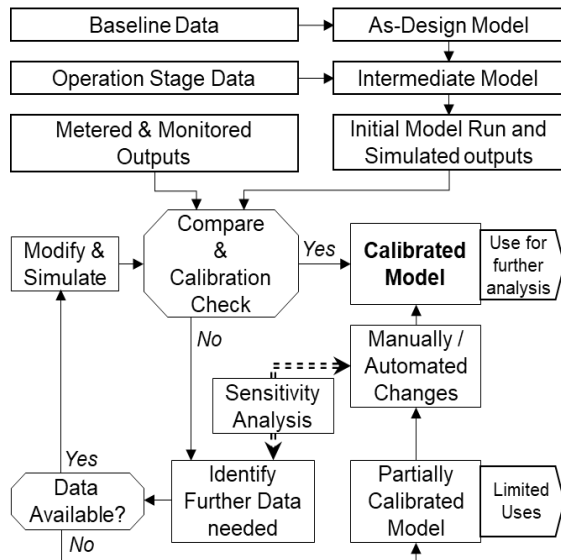 Baseline Data
As-Design Model
Operation Stage Data
Intermediate Model
Metered & Monitored
Outputs
Initial Model Run and
Simulated outputs
Compare
&
Calibration
Check
Yes
No
Modify &
Simulate
Calibrated
Model
Use for
further
analysis
Manually /
Automated
Changes
Sensitivity
Analysis
Yes
Data
Available?
No
Identify
Further Data
needed
Partially
Calibrated
Model
Limited
Uses